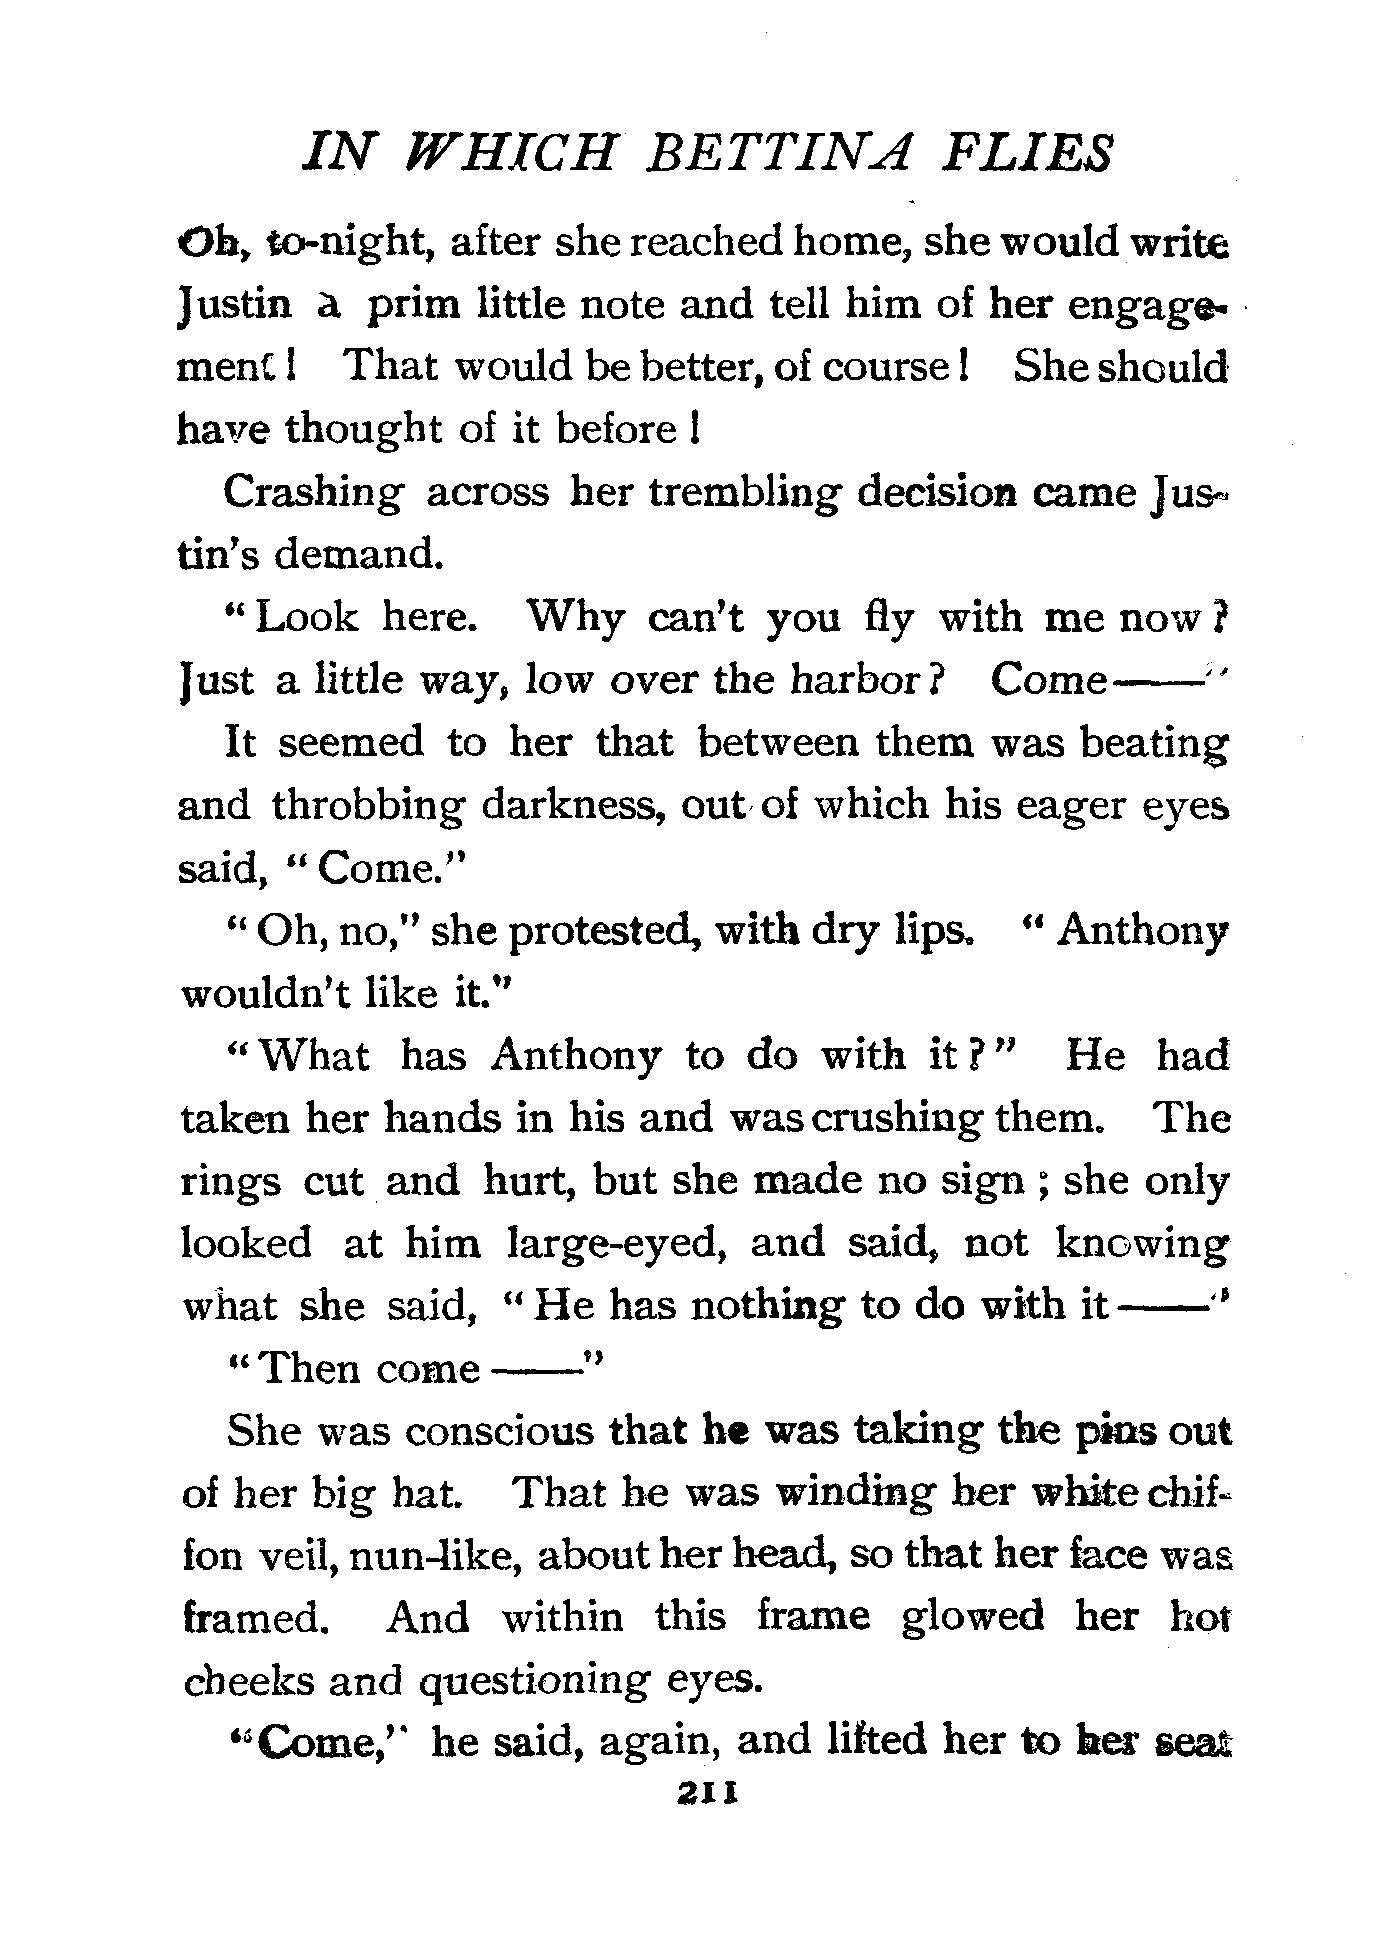 IN WHICH BETTINA FLIES
Oh, to-night, after she reached home, she would write
Justin a prim little note and tell him of her engage-
ment! That would be better, of course! She should
have thought of it before!
Crashing across her trembling decision came Jus-
tin's demand.
"Look here. Why can't you fly with me now?
Just a little way, low over the harbor? Come——"
It seemed to her that between them was beating
and throbbing darkness, out of which his eager eyes
said, "Come."
"Oh, no," she protested, with dry lips. "Anthony
wouldn't like it."
"What has Anthony to do with it?" He had
taken her hands in his and was crushing them. The
rings cut and hurt, but she made no sign; she only
looked at him large-eyed, and said, not knowing
what she said, "He has nothing to do with it——"
"Then come——"
She was conscious that he was taking the pins out
of her big hat. That he was winding her white chif-
fon veil, nun-like, about her head, so that her face was
framed. And within this frame glowed her hot
cheeks and questioning eyes.
"Come," he said, again, and lifted her to her seat
211